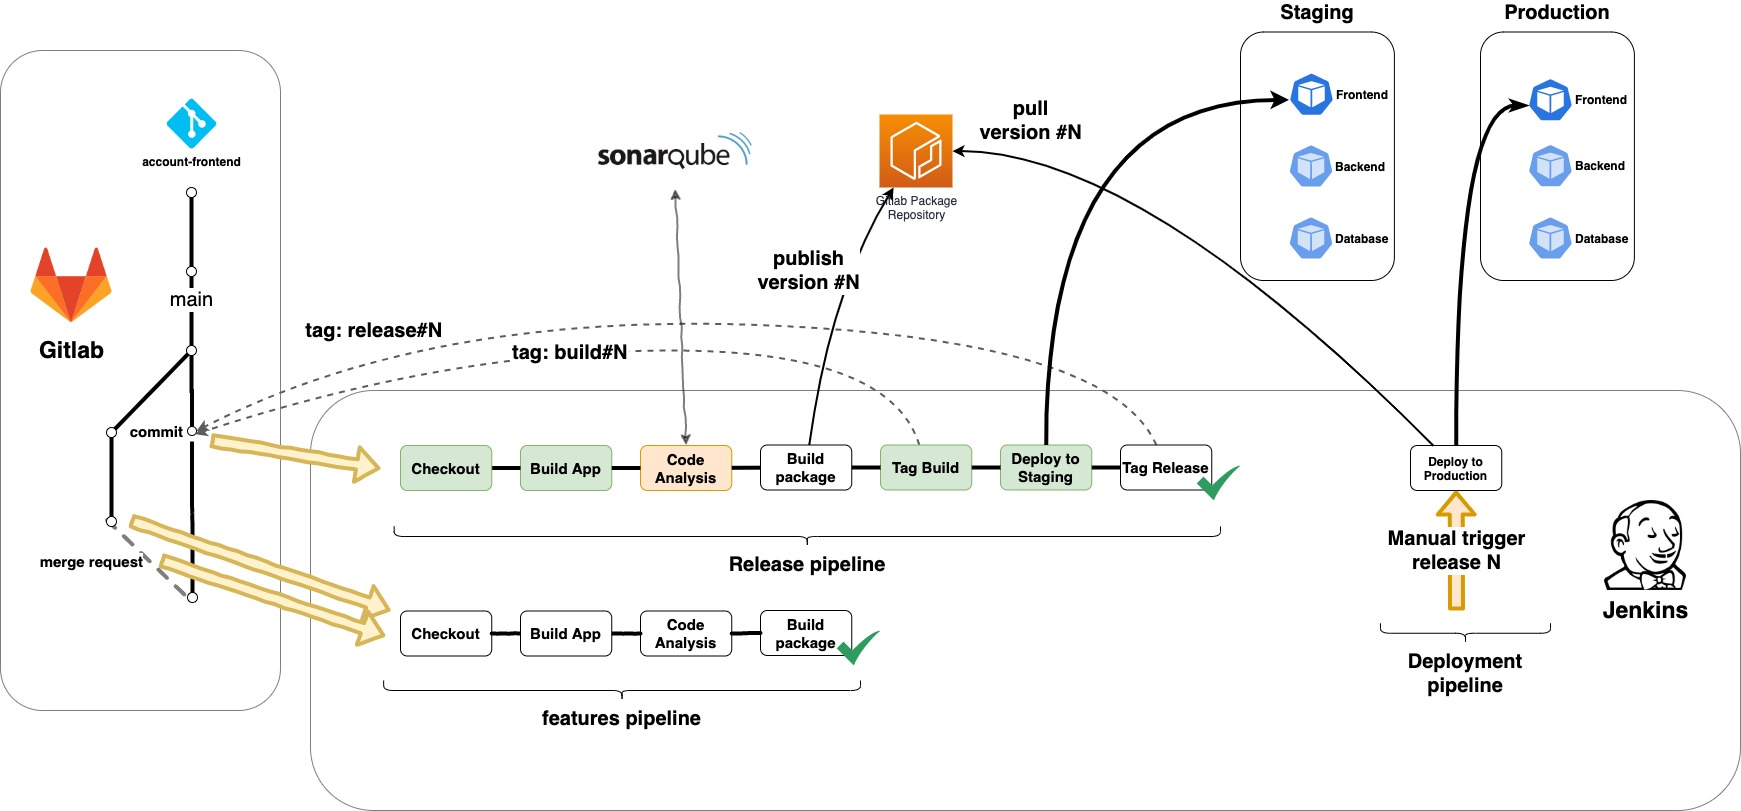 Staging
Production
account-frontend
main
Gitlab
commit
merge request
sonarqube
Gitlab Package
Repository
pull
version #N
publish
version #N
tag: release#N
tag: build#N
Frontend
Backend
Database
Frontend
Backend
Database
Checkout
Build App
Code
Analysis
Build
package
Tag Build
Deploy to
Staging
Tag Release
Release pipeline
Checkout
Build App
Code
Analysis
Build
package
features pipeline
Deploy to
Production
Manual trigger
release N
Deployment
pipeline
Jenkins